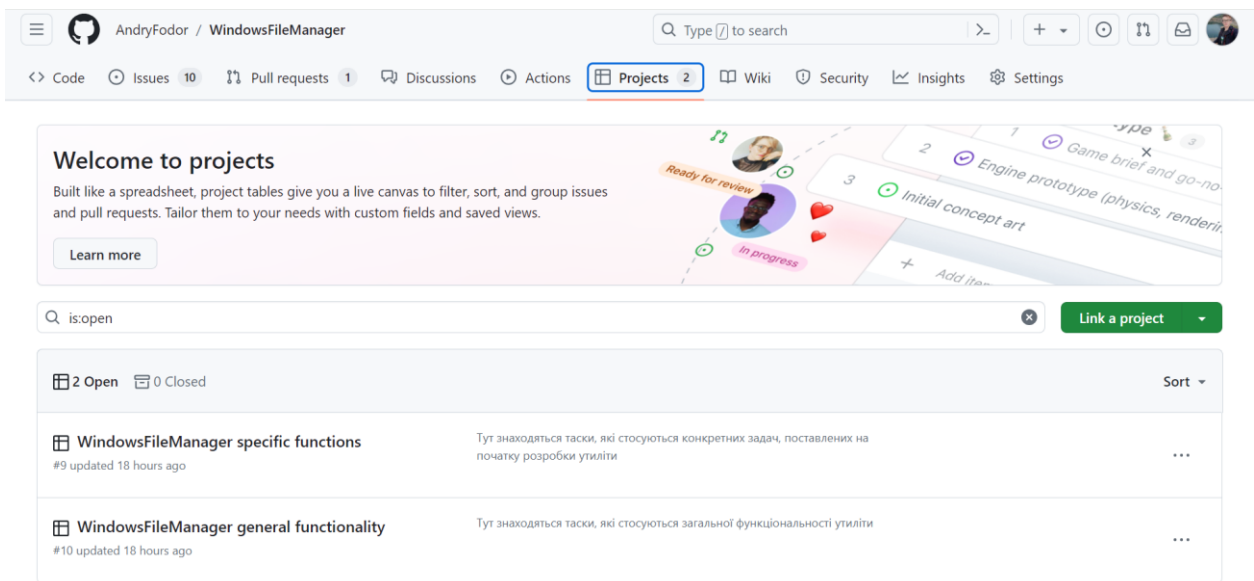 AndryFodor / WindowsFileManager
Type / to search
Code Issues 10 Pull requests 1 Discussions Actions Projects 2 Wiki Security Insights Settings
Welcome to projects
Built like a spreadsheet, project tables give you a live canvas to filter, sort, and group issues
and pull requests. Tailor them to your needs with custom fields and saved views.
Learn more
Ready for review
In progress
3
1 Game brief and go-no-
2 Engine prototype (physics, renderin
3 Initial concept art
+ Add
is:open
Link a project
2 Open 0 Closed
Sort
WindowsFileManager specific functions
#9 updated 18 hours ago
Тут знаходяться таски, які стосуються конкретних задач, поставлених на
початку розробки утиліти
WindowsFileManager general functionality
#10 updated 18 hours ago
Тут знаходяться таски, які стосуються загальної функціональності утиліти